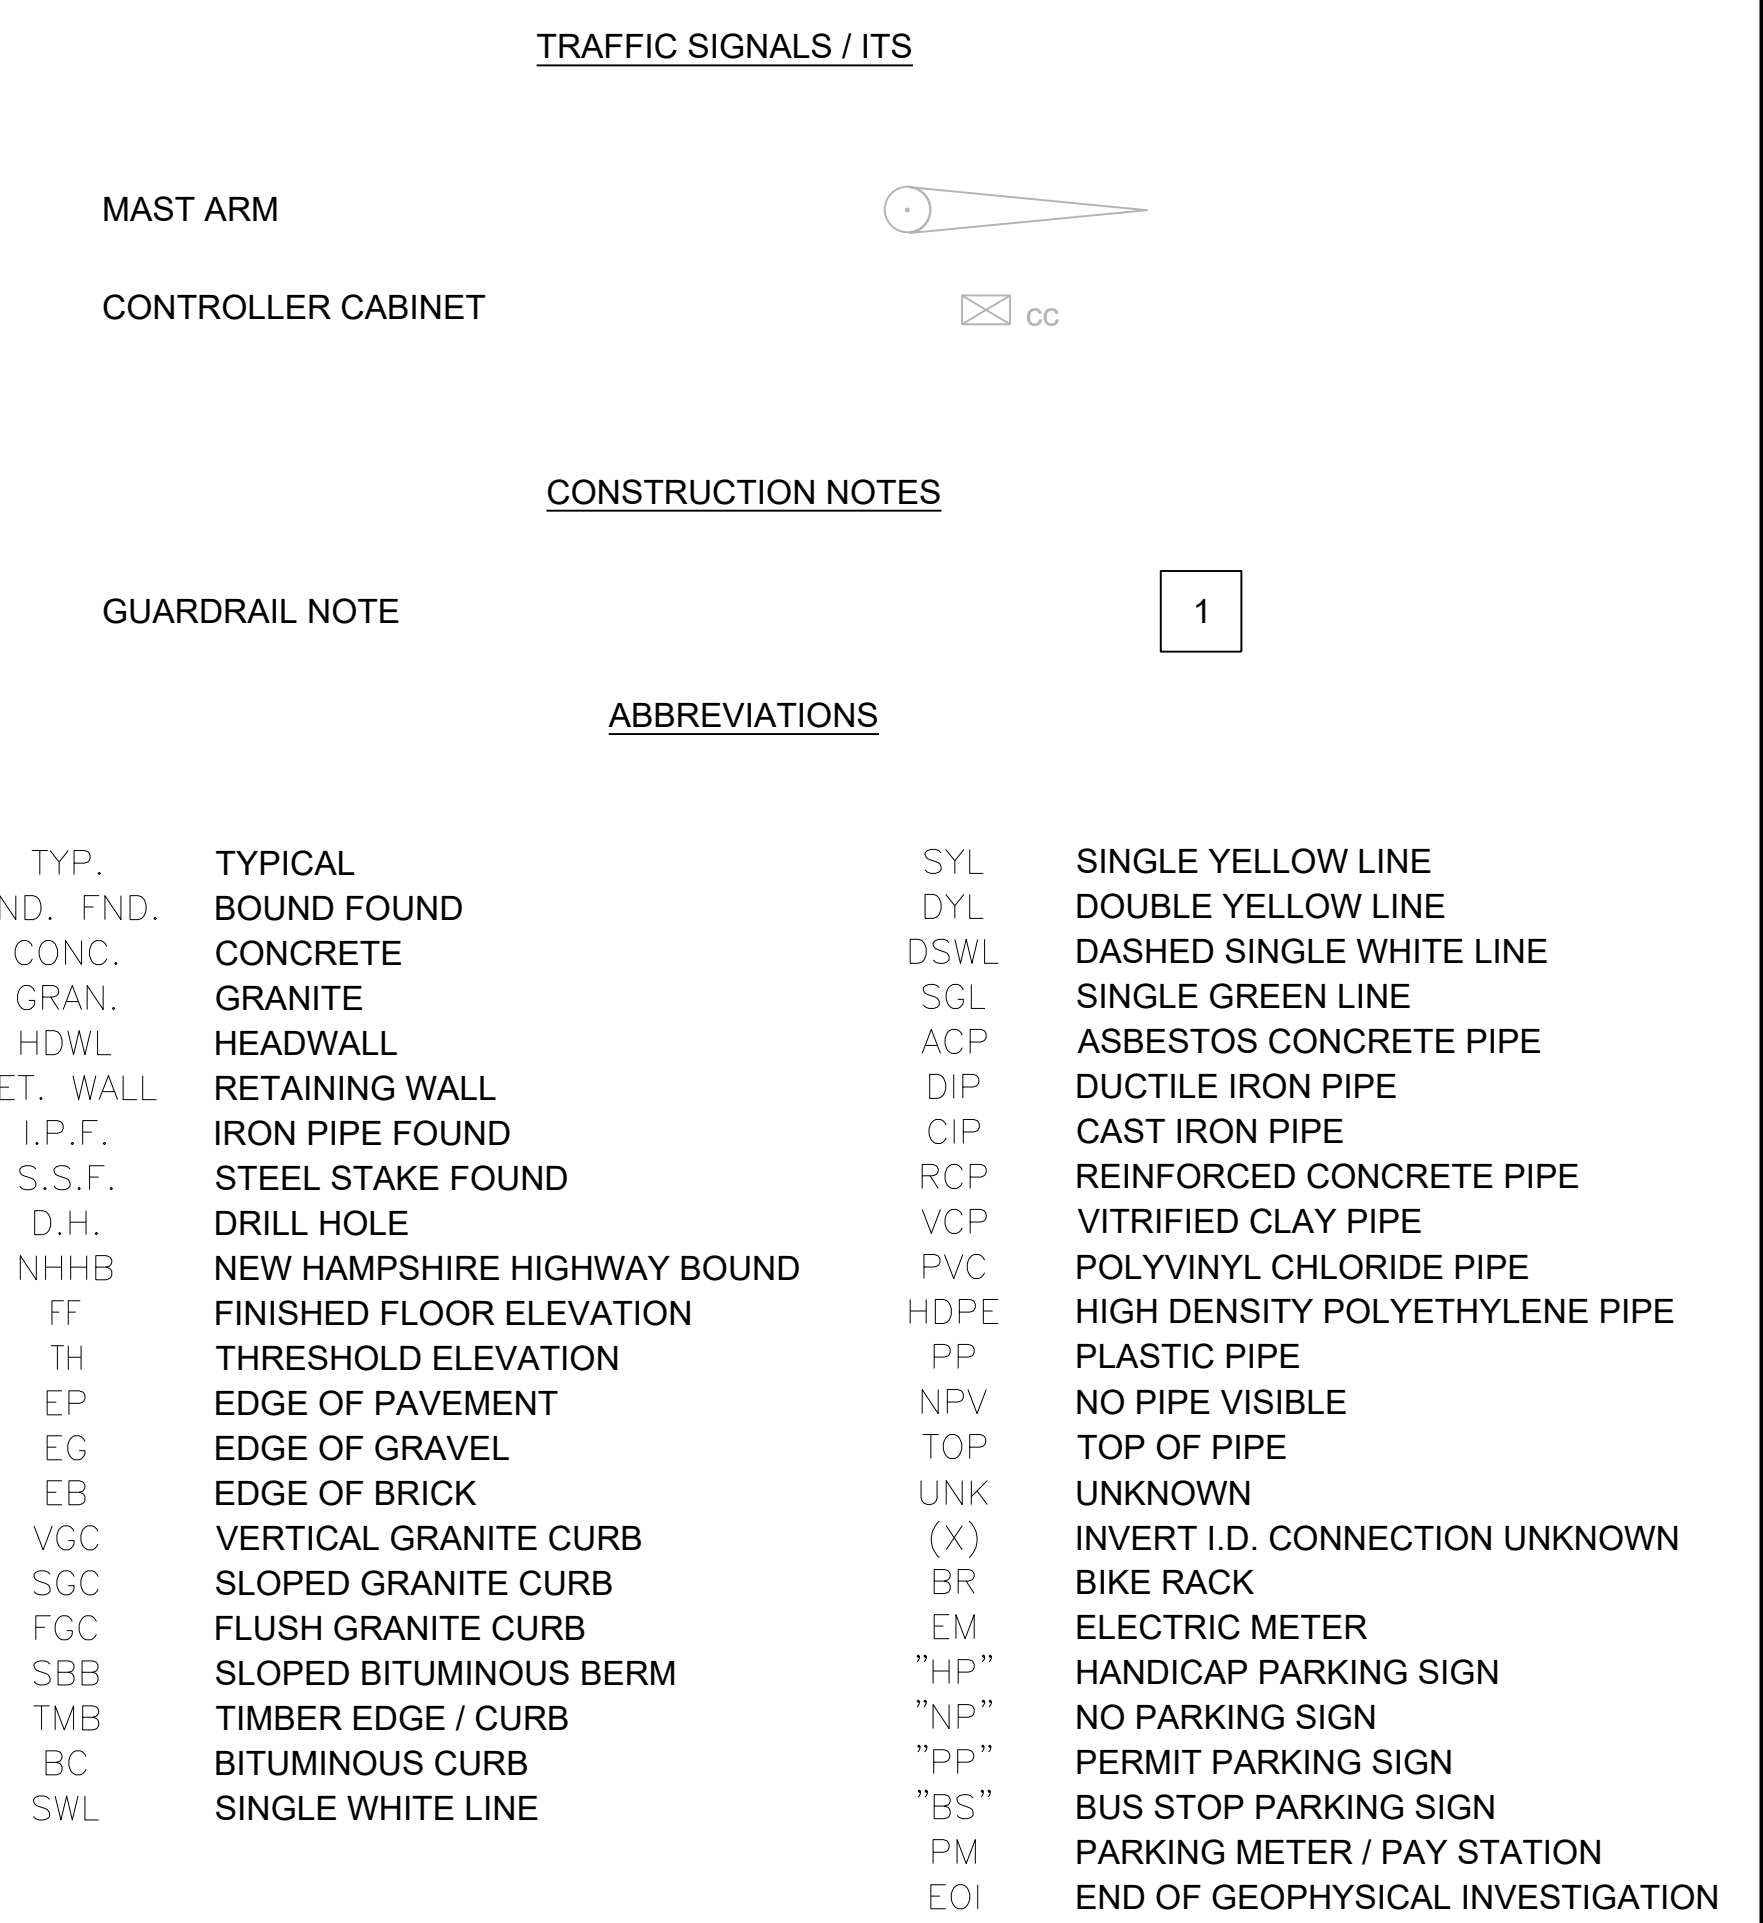 TRAFFIC SIGNALS / ITS
MAST ARM
CONTROLLER CABINET cc
CONSTRUCTION NOTES
GUARDRAIL NOTE 1
ABBREVIATIONS
TYP. TYPICAL
FND. BOUND FOUND
CONC. CONCRETE
GRAN. GRANITE
HDWL HEADWALL
WALL RETAINING WALL
I.P.F. IRON PIPE FOUND
S.S.F. STEEL STAKE FOUND
D.H. DRILL HOLE
NHHB NEW HAMPSHIRE HIGHWAY BOUND
FF FINISHED FLOOR ELEVATION
TH THRESHOLD ELEVATION
EP EDGE OF PAVEMENT
EG EDGE OF GRAVEL
EB EDGE OF BRICK
VGC VERTICAL GRANITE CURB
SGC SLOPED GRANITE CURB
FGC FLUSH GRANITE CURB
SBB SLOPED BITUMINOUS BERM
TMB TIMBER EDGE / CURB
BC BITUMINOUS CURB
SWL SINGLE WHITE LINE
SYL SINGLE YELLOW LINE
DYL DOUBLE YELLOW LINE
DSWL DASHED SINGLE WHITE LINE
SGL SINGLE GREEN LINE
ACP ASBESTOS CONCRETE PIPE
DIP DUCTILE IRON PIPE
CIP CAST IRON PIPE
RCP REINFORCED CONCRETE PIPE
VCP VITRIFIED CLAY PIPE
PVC POLYVINYL CHLORIDE PIPE
HDPE HIGH DENSITY POLYETHYLENE PIPE
PP PLASTIC PIPE
NPV NO PIPE VISIBLE
TOP TOP OF PIPE
UNK UNKNOWN
(X) INVERT I.D. CONNECTION UNKNOWN
BR BIKE RACK
EM ELECTRIC METER
"HP" HANDICAP PARKING SIGN
"NP" NO PARKING SIGN
"PP" PERMIT PARKING SIGN
"BS" BUS STOP PARKING SIGN
PM PARKING METER / PAY STATION
EOI END OF GEOPHYSICAL INVESTIGATION